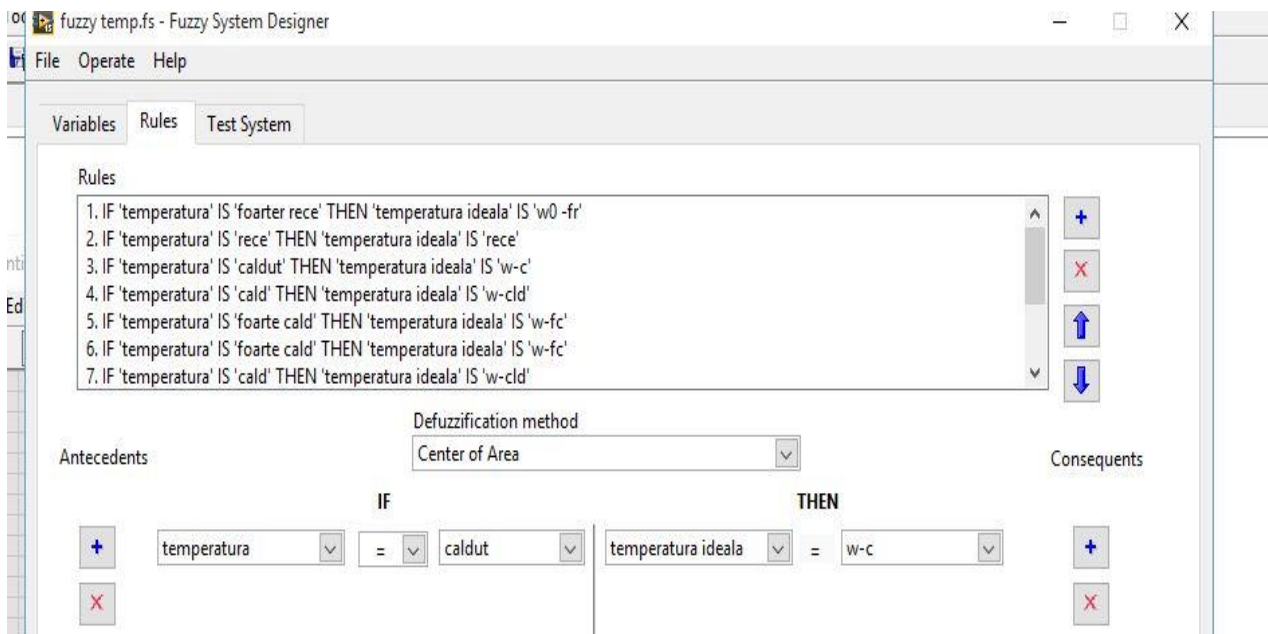 fuzzy temp.fs - Fuzzy System Designer
File Operate Help
Variables Rules Test System
Rules
1. IF 'temperatura' IS 'foarter rece' THEN 'temperatura ideala' IS 'w0 -fr'
2. IF 'temperatura' IS 'rece' THEN 'temperatura ideala' IS 'rece'
3. IF 'temperatura' IS 'caldut' THEN 'temperatura ideala' IS 'w-c'
4. IF 'temperatura' IS 'cald' THEN 'temperatura ideala' IS 'w-cld'
5. IF 'temperatura' IS 'foarte cald' THEN 'temperatura ideala' IS 'w-fc'
6. IF 'temperatura' IS 'foarte cald' THEN 'temperatura ideala' IS 'w-fc'
7. IF 'temperatura' IS 'cald' THEN 'temperatura ideala' IS 'w-cld'
Defuzzification method
Center of Area
Antecedents
Consequents
IF THEN
temperatura = caldut temperatura ideala = w-c